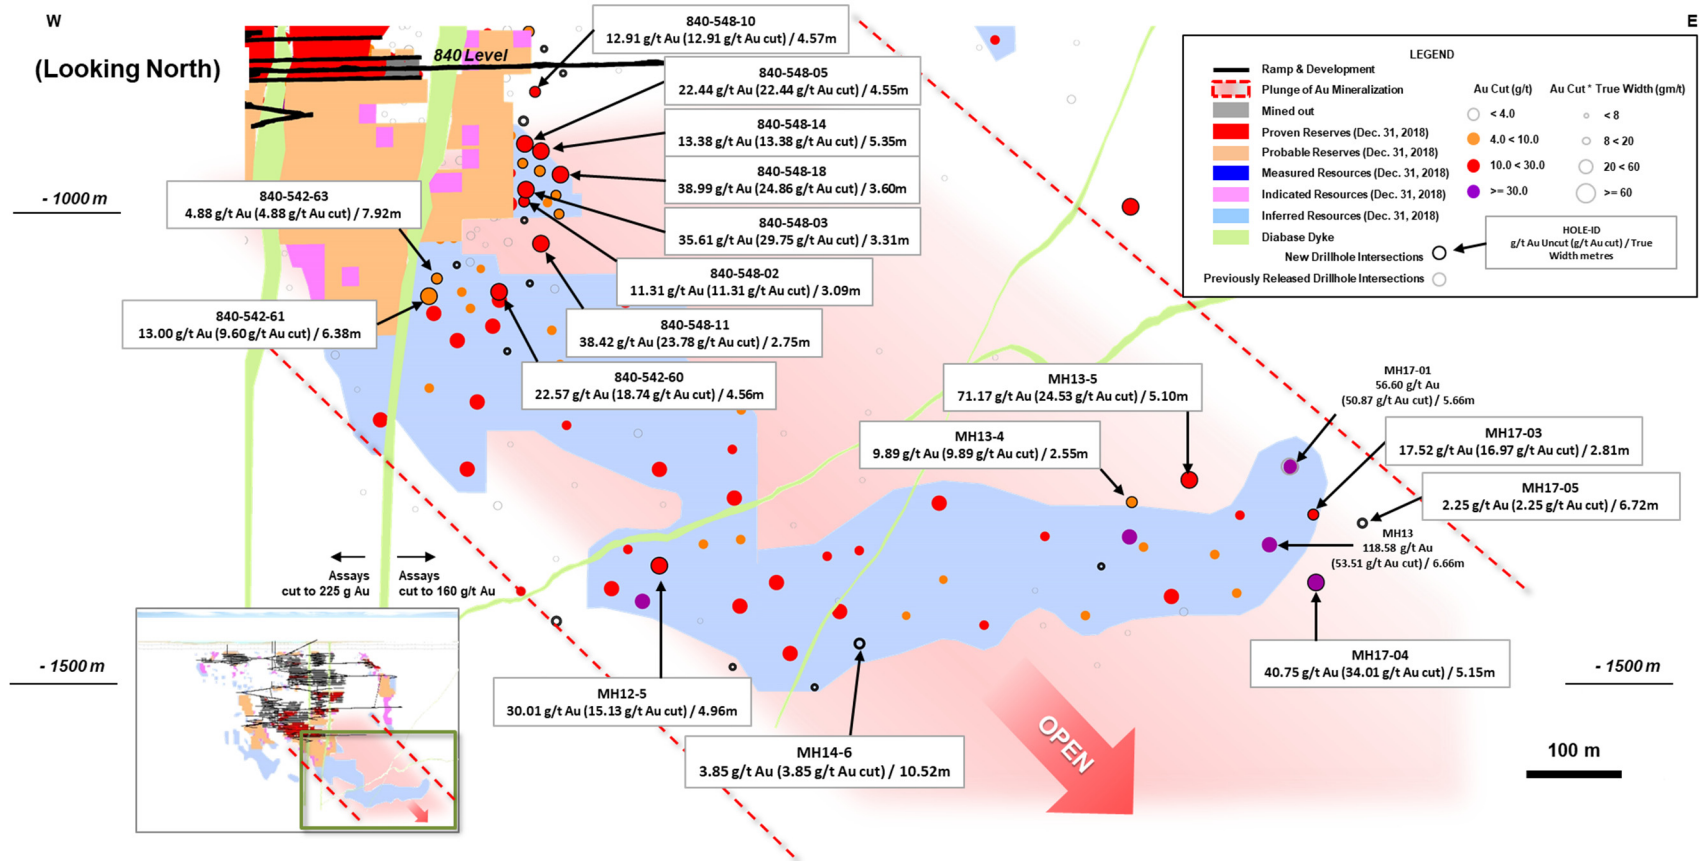 W
E
(Looking North)
840 Level
840-548-10
12.91 g/t Au (12.91 g/t Au cut) / 4.57m
840-548-05
22.44 g/t Au (22.44 g/t Au cut) / 4.55m
840-548-14
13.38 g/t Au (13.38 g/t Au cut) / 5.35m
840-548-18
38.99 g/t Au (24.86 g/t Au cut) / 3.60m
840-548-03
35.61 g/t Au (29.75 g/t Au cut) / 3.31m
840-548-02
11.31 g/t Au (11.31 g/t Au cut) / 3.09m
840-548-11
38.42 g/t Au (23.78 g/t Au cut) / 2.75m
840-542-60
22.57 g/t Au (18.74 g/t Au cut) / 4.56m
840-542-63
4.88 g/t Au (4.88 g/t Au cut) / 7.92m
840-542-61
13.00 g/t Au (9.60 g/t Au cut) / 6.38m
- 1000 m
LEGEND
Ramp & Development
Plunge of Au Mineralization
Mined out
Proven Reserves (Dec. 31, 2018)
Probable Reserves (Dec. 31, 2018)
Measured Resources (Dec. 31, 2018)
Indicated Resources (Dec. 31, 2018)
Inferred Resources (Dec. 31, 2018)
Diabase Dyke
New Drillhole Intersections
Previously Released Drillhole Intersections
Au Cut (g/t)
< 4.0
4.0 < 10.0
10.0 < 30.0
>= 30.0
Au Cut * True Width (gm/t)
< 8
8 < 20
20 < 60
>= 60
HOLE-ID
g/t Au Uncut (g/t Au cut) / True
Width metres
MH13-5
71.17 g/t Au (24.53 g/t Au cut) / 5.10m
MH13-4
9.89 g/t Au (9.89 g/t Au cut) / 2.55m
MH17-01
56.60 g/t Au
(50.87 g/t Au cut) / 5.66m
MH17-03
17.52 g/t Au (16.97 g/t Au cut) / 2.81m
MH17-05
2.25 g/t Au (2.25 g/t Au cut) / 6.72m
MH13
118.58 g/t Au
(53.51 g/t Au cut) / 6.66m
MH17-04
40.75 g/t Au (34.01 g/t Au cut) / 5.15m
Assays
cut to 225 g Au
Assays
cut to 160 g/t Au
- 1500 m
- 1500 m
MH12-5
30.01 g/t Au (15.13 g/t Au cut) / 4.96m
MH14-6
3.85 g/t Au (3.85 g/t Au cut) / 10.52m
OPEN
100 m